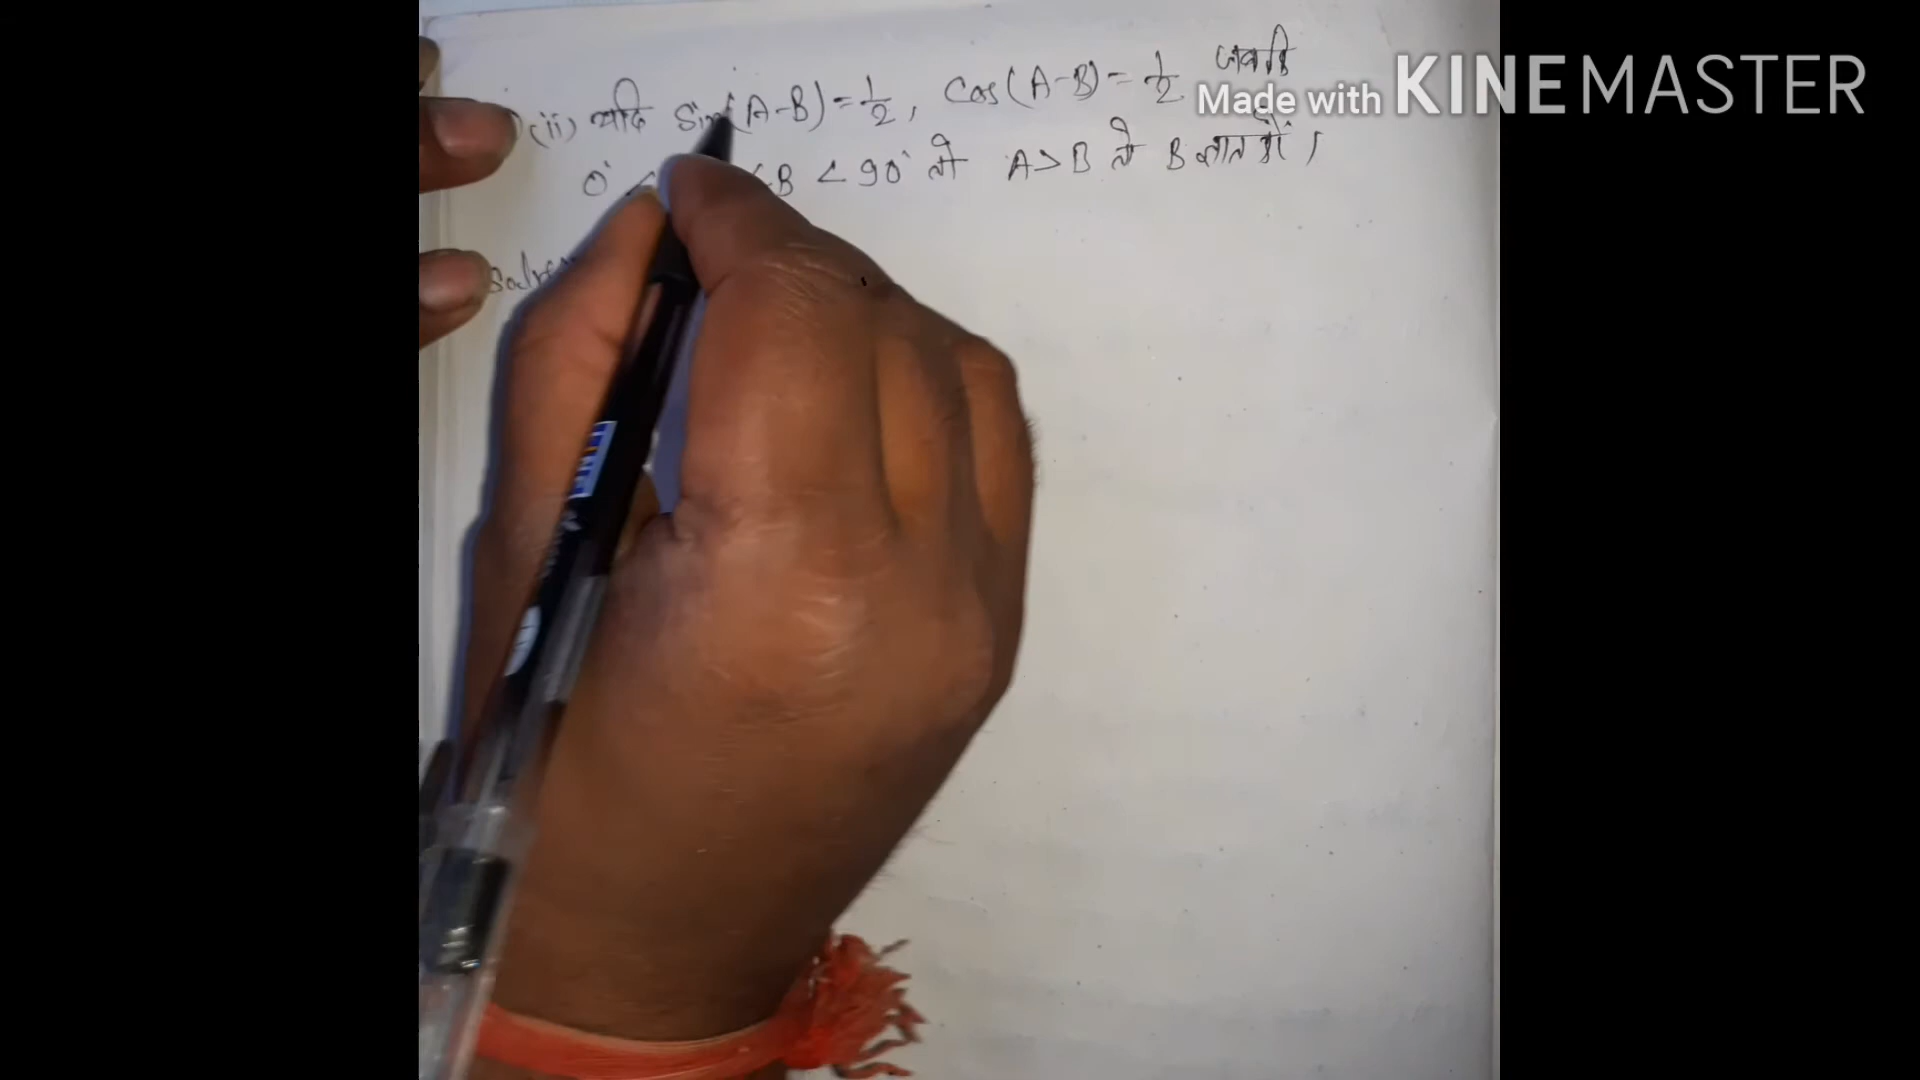 Made with KINEMASTER
(ii) यदि Sin(A-B)=1/2, Cos(A-B)=1/2 जबकि
0° < <B <90° तो A>B तो B ज्ञात करें।